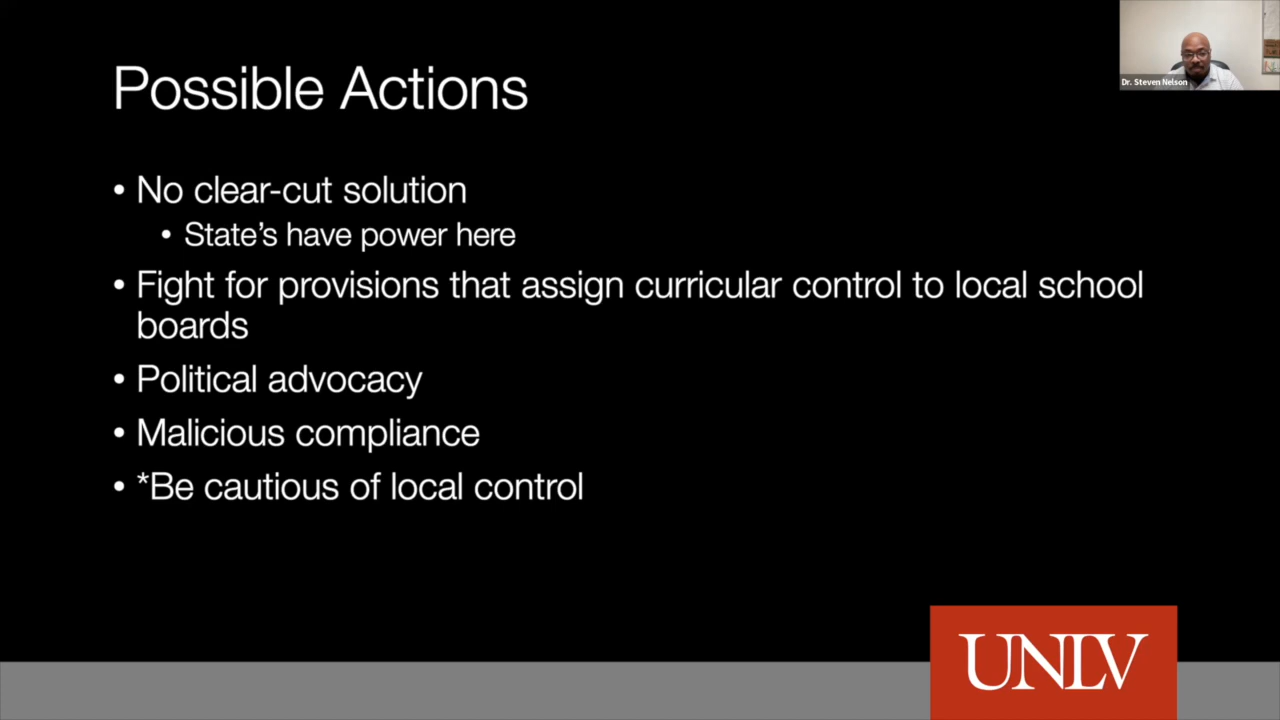 Possible Actions
Dr. Steven Nelson
• No clear-cut solution
• State's have power here
• Fight for provisions that assign curricular control to local school
boards
• Political advocacy
• Malicious compliance
• *Be cautious of local control
UNLV